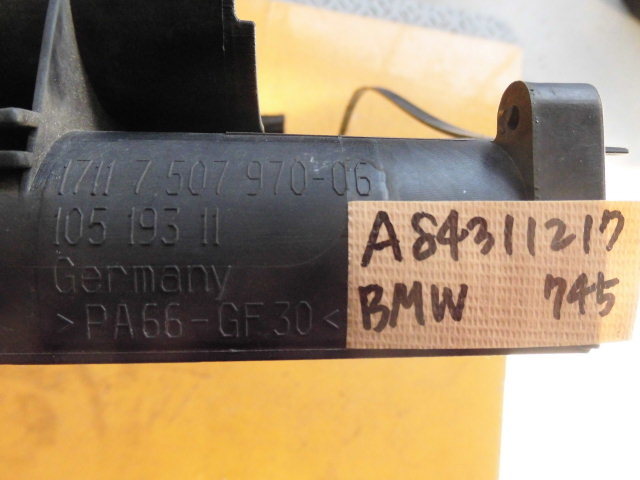 1711 7 507 970-06
105 193 11
Germany
>PA66-GF30<
A84311217
BMW 745